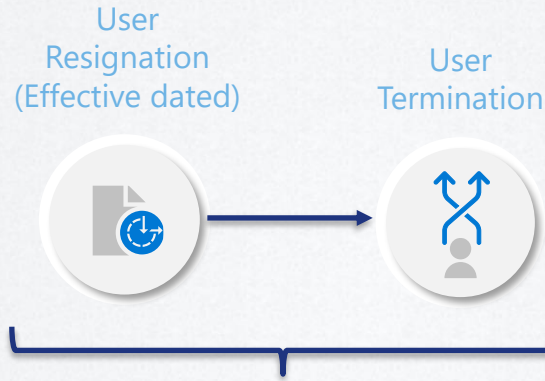 User
Resignation
(Effective dated)
User
Termination